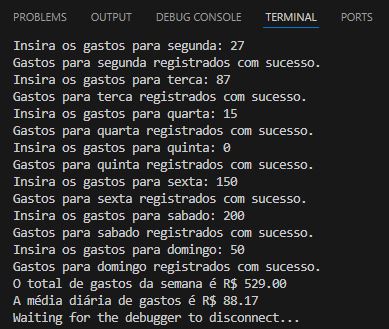 PROBLEMS OUTPUT DEBUG CONSOLE TERMINAL PORTS
Insira os gastos para segunda: 27
Gastos para segunda registrados com sucesso.
Insira os gastos para terca: 87
Gastos para terca registrados com sucesso.
Insira os gastos para quarta: 15
Gastos para quarta registrados com sucesso.
Insira os gastos para quinta: 0
Gastos para quinta registrados com sucesso.
Insira os gastos para sexta: 150
Gastos para sexta registrados com sucesso.
Insira os gastos para sabado: 200
Gastos para sabado registrados com sucesso.
Insira os gastos para domingo: 50
Gastos para domingo registrados com sucesso.
O total de gastos da semana é R$ 529.00
A média diária de gastos é R$ 88.17
Waiting for the debugger to disconnect...